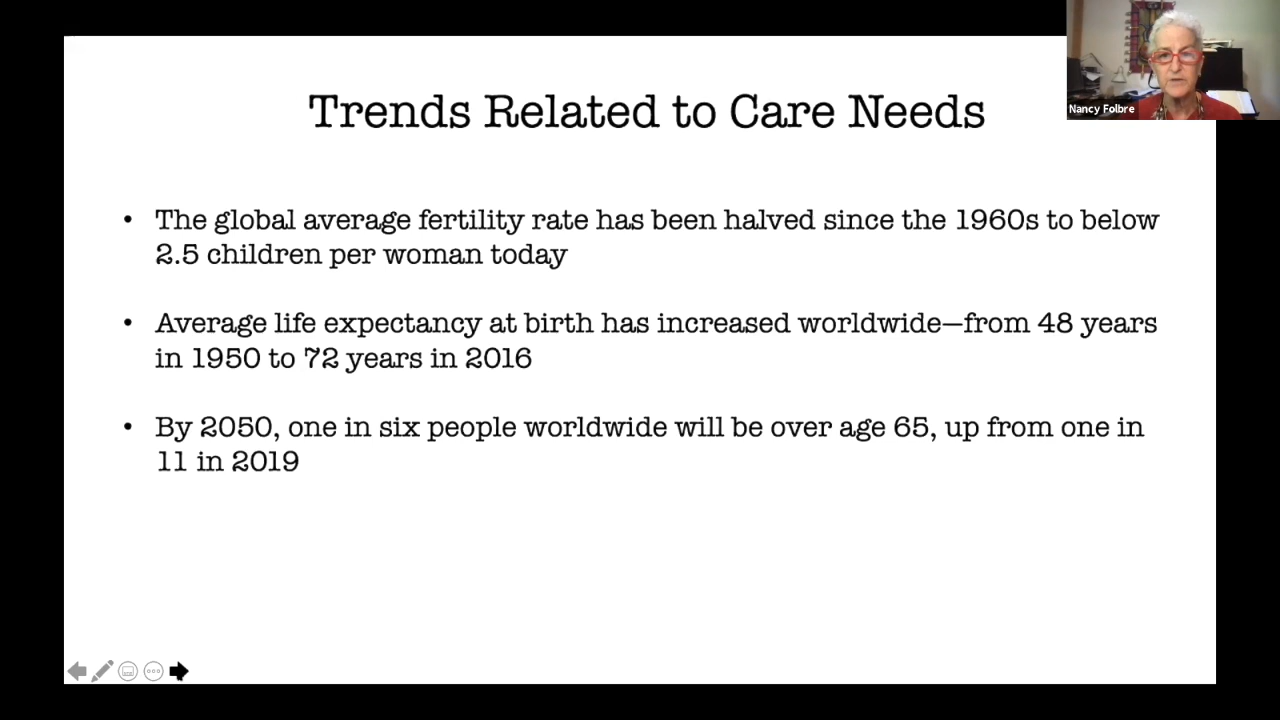 Nancy Folbre
Trends Related to Care Needs
• The global average fertility rate has been halved since the 1960s to below
2.5 children per woman today
• Average life expectancy at birth has increased worldwide—from 48 years
in 1950 to 72 years in 2016
• By 2050, one in six people worldwide will be over age 65, up from one in
11 in 2019